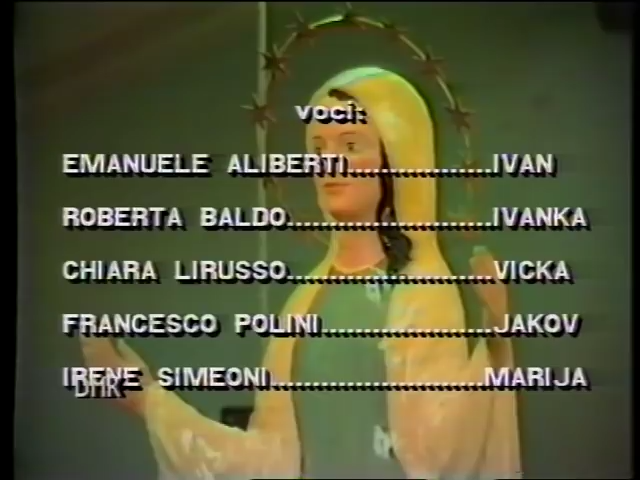 voci:
EMANUELE ALIBERTI.................IVAN
ROBERTA BALDO.........................IVANKA
CHIARA LIRUSSO.........................VICKA
FRANCESCO POLINI.....................JAKOV
IRENE SIMEONI..........................MARIJA